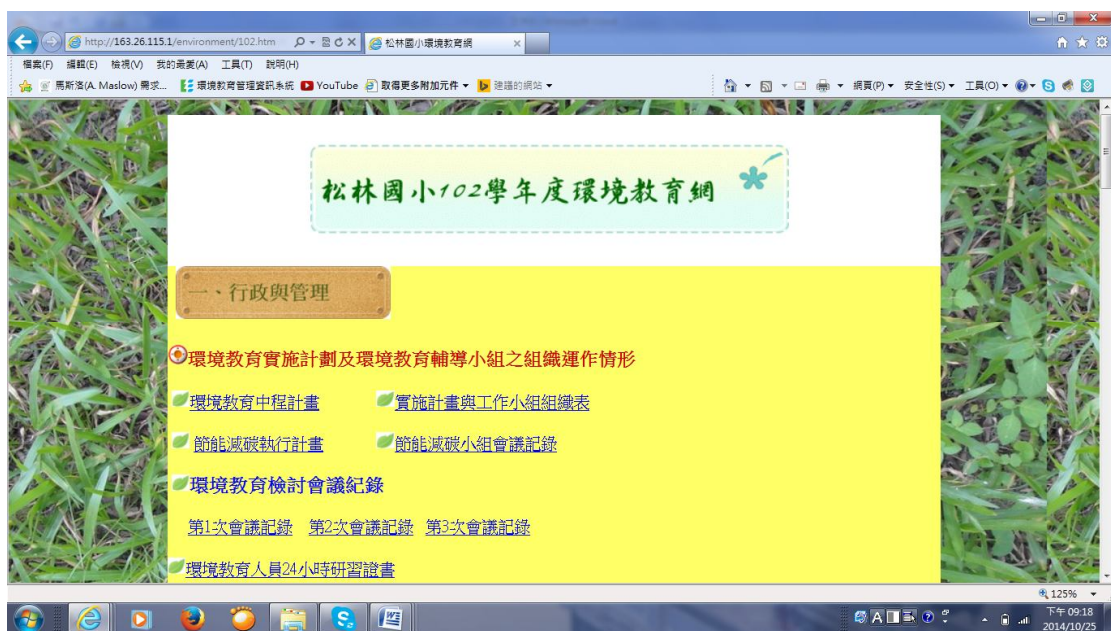 http://163.26.115.1/environment/102.htm 松林國小環境教育網
檔案(F) 編輯(E) 檢視(V) 我的最愛(A) 工具(T) 說明(H)
馬斯洛(A. Maslow) 需求... 環境教育管理資訊系統 YouTube 取得更多附加元件 建議的網站 網頁(P) 安全性(S) 工具(O)
松林國小102學年度環境教育網
一、行政與管理
環境教育實施計劃及環境教育輔導小組之組織運作情形
環境教育中程計畫 實施計畫與工作小組組織表
節能減碳執行計畫 節能減碳小組會議記錄
環境教育檢討會議紀錄
第1次會議記錄 第2次會議記錄 第3次會議記錄
環境教育人員24小時研習證書
125%
下午 09:18
2014/10/25